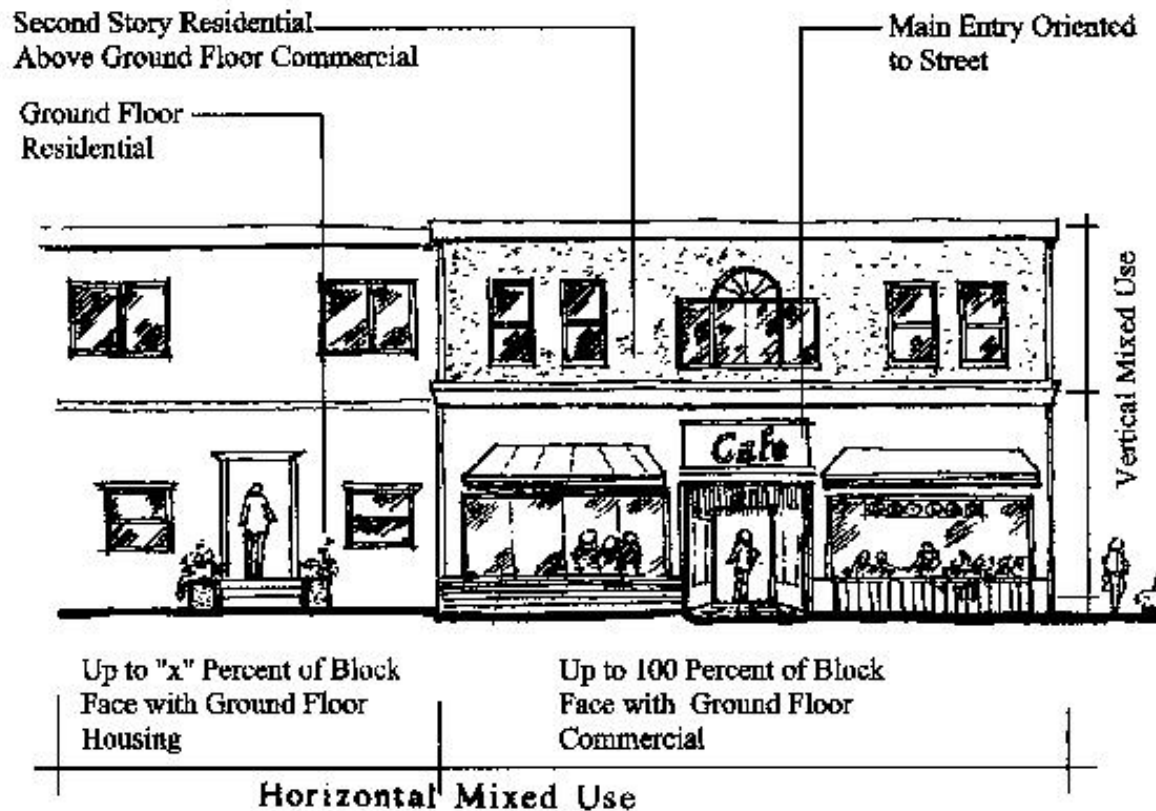 Second Story Residential
Above Ground Floor Commercial
Main Entry Oriented
to Street
Ground Floor
Residential
Vertical Mixed Use
Cafe
Up to "x" Percent of Block
Face with Ground Floor
Housing
Up to 100 Percent of Block
Face with Ground Floor
Commercial
Horizontal Mixed Use